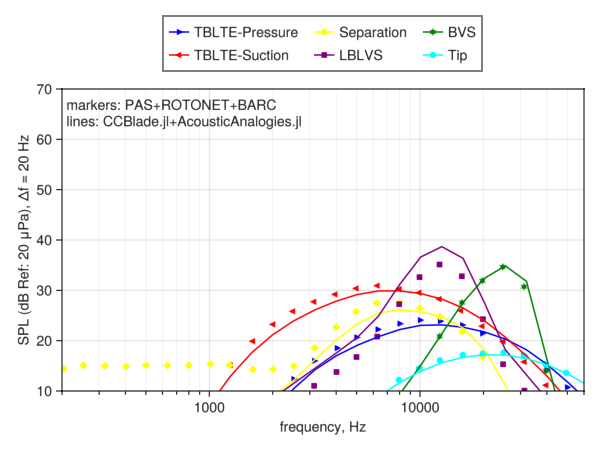 TBLTE-Pressure Separation BVS
TBLTE-Suction LBLVS Tip
70
markers: PAS+ROTONET+BARC
lines: CCBlade.jl+AcousticAnalogies.jl
60
50
40
30
20
10
SPL (dB Ref: 20 μPa), Δf = 20 Hz
1000 10000
frequency, Hz